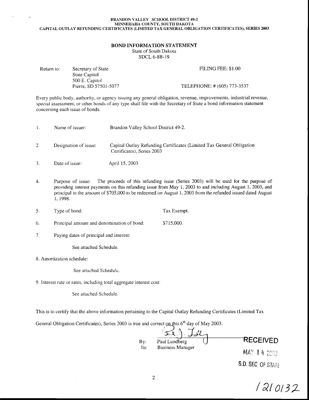 BRANDON VALLEY SCHOOL DISTRICT 49-2
MINNEHAHA COUNTY, SOUTH DAKOTA
CAPITAL OUTLAY REFUNDING CERTIFICATES (LIMITED TAX GENERAL OBLIGATION CERTIFICATES), SERIES 2003
BOND INFORMATION STATEMENT
State of South Dakota
SDCL 6-8B-19
Return to: Secretary of State FILING FEE: $1.00
State Capitol
500 E. Capitol
Pierre, SD 57501-5077 TELEPHONE: # (605) 773-3537
Every public body, authority, or agency issuing any general obligation, revenue, improvements, industrial revenue,
special assessment, or other bonds of any type shall file with the Secretary of State a bond information statement
concerning each issue of bonds.
1. Name of issuer: Brandon Valley School District 49-2.
2. Designation of issue: Capital Outlay Refunding Certificates (Limited Tax General Obligation
Certificates), Series 2003
3. Date of issue: April 15, 2003
4. Purpose of issue: The proceeds of this refunding issue (Series 2003) will be used for the purpose of
providing interest payments on this refunding issue from May 1, 2003 to and including August 1, 2003, and
principal in the amount of $705,000 to be redeemed on August 1, 2003 from the refunded issued dated August
1, 1998.
5. Type of bond: Tax Exempt.
6. Principal amount and denomination of bond: $715,000.
7. Paying dates of principal and interest:
See attached Schedule.
8. Amortization schedule:
See attached Schedule.
9. Interest rate or rates, including total aggregate interest cost
See attached Schedule.
This is to certify that the above information pertaining to the Capital Outlay Refunding Certificates (Limited Tax
General Obligation Certificates), Series 2003 is true and correct on this 6th day of May 2003.
By: Paul Lundberg
Its: Business Manager
RECEIVED
MAY 14
S.D. SEC OF STATE
2
1210132